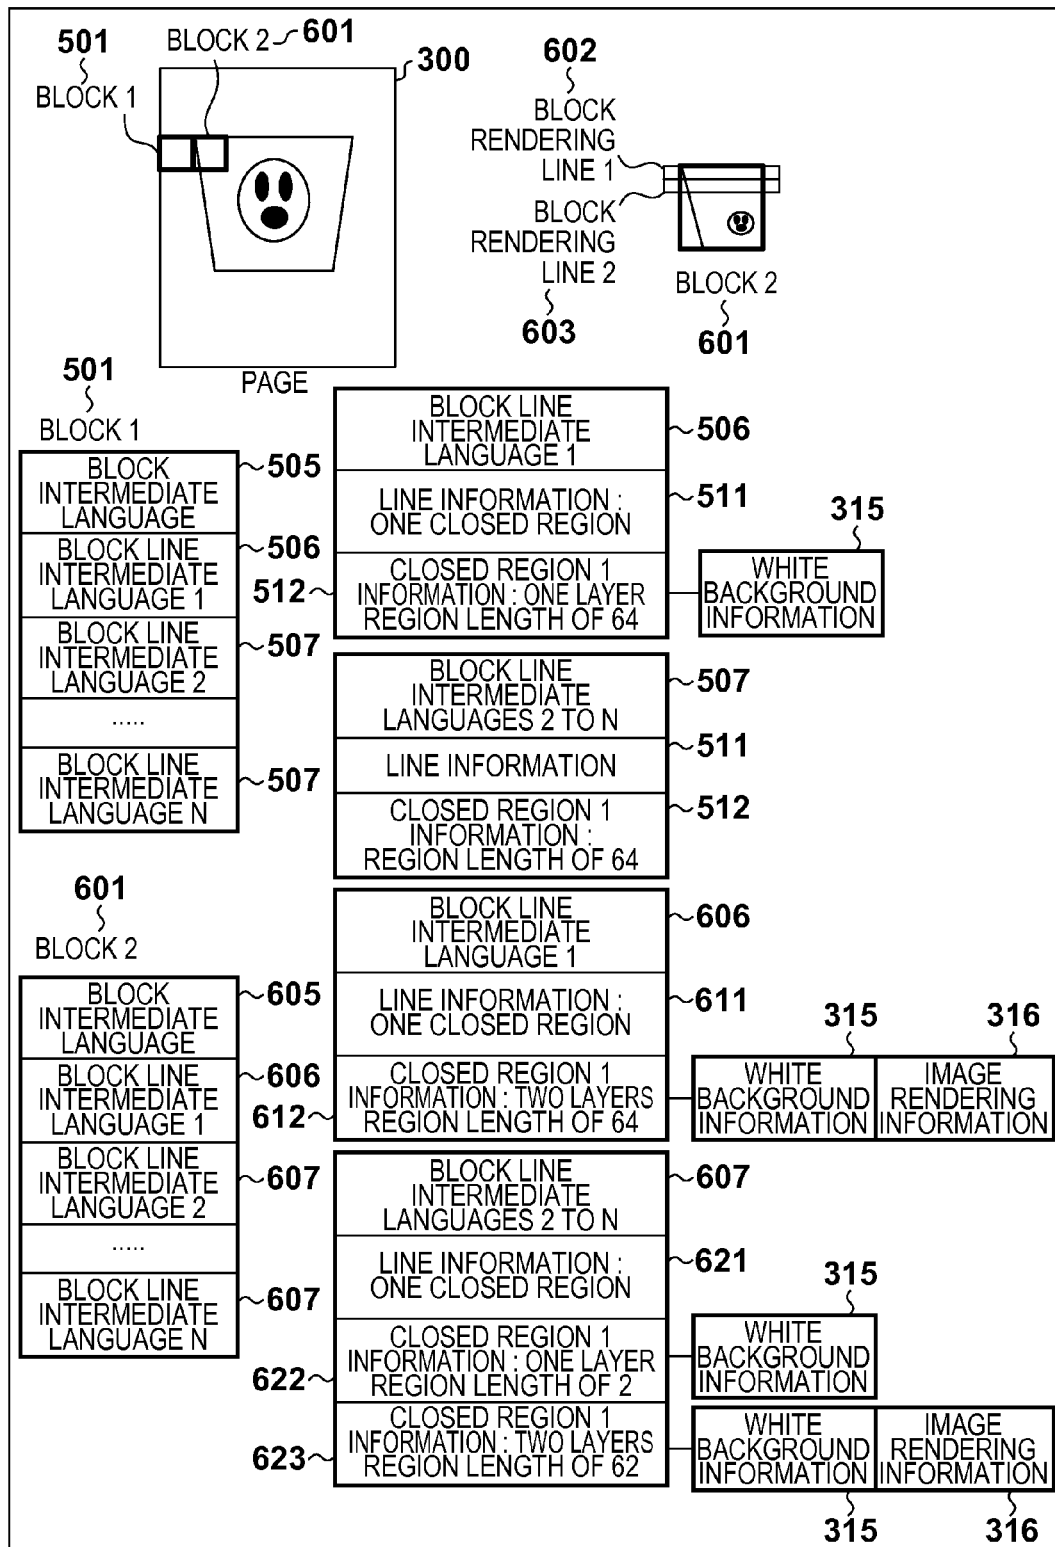 501
BLOCK 1
BLOCK 2
601
300
PAGE
602
BLOCK
RENDERING
LINE 1
BLOCK
RENDERING
LINE 2
603
BLOCK 2
601
501
BLOCK 1
BLOCK
INTERMEDIATE
LANGUAGE
505
BLOCK LINE
INTERMEDIATE
LANGUAGE 1
506
BLOCK LINE
INTERMEDIATE
LANGUAGE 2
507
.....
BLOCK LINE
INTERMEDIATE
LANGUAGE N
507
BLOCK LINE
INTERMEDIATE
LANGUAGE 1
506
LINE INFORMATION :
ONE CLOSED REGION
511
CLOSED REGION 1
INFORMATION : ONE LAYER
REGION LENGTH OF 64
512
315
WHITE
BACKGROUND
INFORMATION
BLOCK LINE
INTERMEDIATE
LANGUAGES 2 TO N
507
LINE INFORMATION
511
CLOSED REGION 1
INFORMATION :
REGION LENGTH OF 64
512
601
BLOCK 2
BLOCK
INTERMEDIATE
LANGUAGE
605
BLOCK LINE
INTERMEDIATE
LANGUAGE 1
606
BLOCK LINE
INTERMEDIATE
LANGUAGE 2
607
.....
BLOCK LINE
INTERMEDIATE
LANGUAGE N
607
BLOCK LINE
INTERMEDIATE
LANGUAGE 1
606
LINE INFORMATION :
ONE CLOSED REGION
611
CLOSED REGION 1
INFORMATION : TWO LAYERS
REGION LENGTH OF 64
612
315
WHITE
BACKGROUND
INFORMATION
316
IMAGE
RENDERING
INFORMATION
BLOCK LINE
INTERMEDIATE
LANGUAGES 2 TO N
607
LINE INFORMATION :
ONE CLOSED REGION
621
CLOSED REGION 1
INFORMATION : ONE LAYER
REGION LENGTH OF 2
622
315
WHITE
BACKGROUND
INFORMATION
CLOSED REGION 1
INFORMATION : TWO LAYERS
REGION LENGTH OF 62
623
WHITE
BACKGROUND
INFORMATION
315
IMAGE
RENDERING
INFORMATION
316